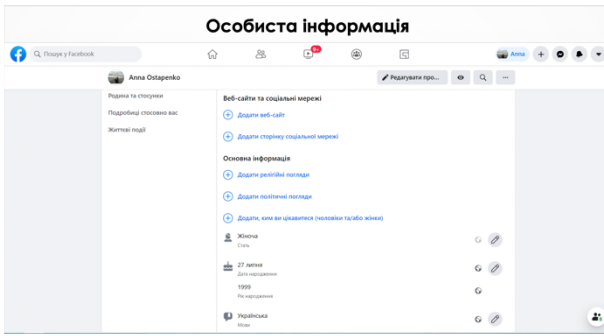 Особиста інформація
Пошук у Facebook
9+
Anna
Anna Ostapenko
Редагувати про...
Родина та стосунки
Подробиці стосовно вас
Життєві події
Веб-сайти та соціальні мережі
Додати веб-сайт
Додати сторінку соціальної мережі
Основна інформація
Додати релігійні погляди
Додати політичні погляди
Додати, ким ви цікавитеся (чоловіки та/або жінки)
Жіноча
Стать
27 липня
Дата народження
1999
Рік народження
Українська
Мови